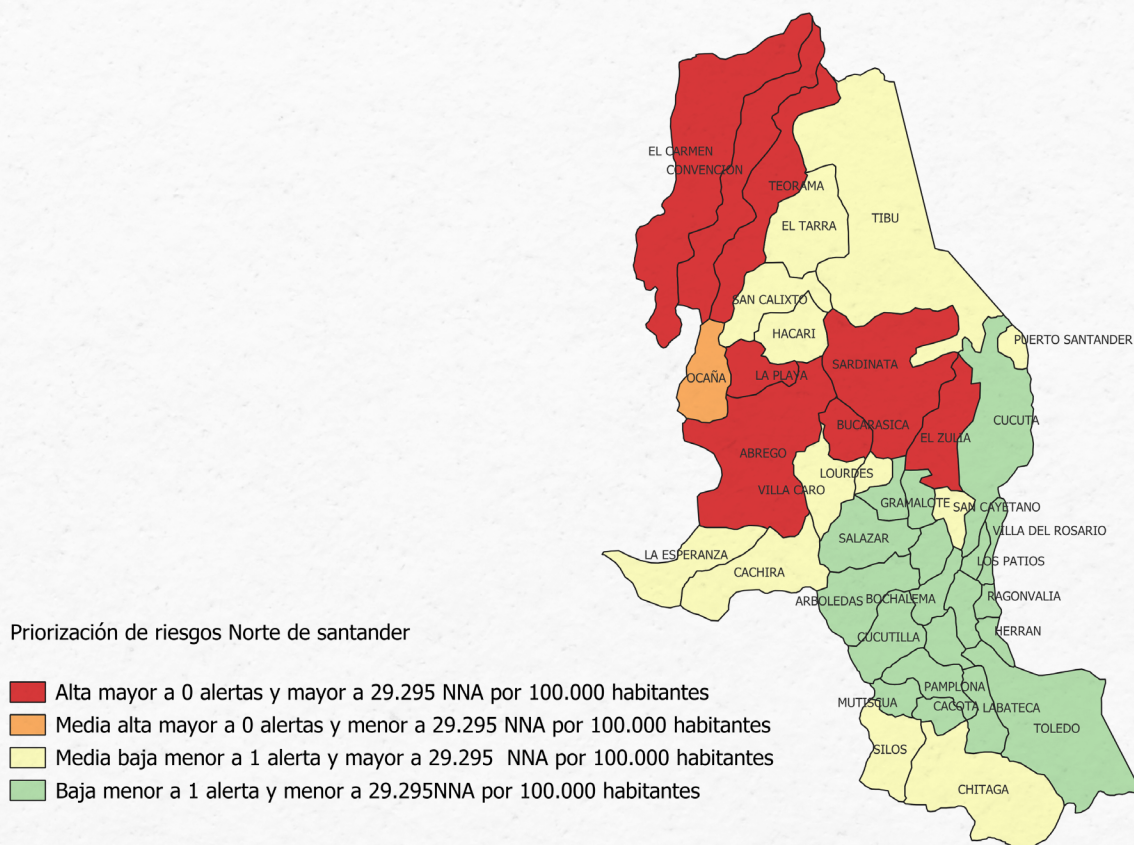 EL CARMEN
CONVENCION
TEORAMA
TIBU
EL TARRA
SAN CALIXTO
HACARI
PUERTO SANTANDER
SARDINATA
LA PLAYA
OCAÑA
CUCUTA
BUCARASICA
EL ZULIA
ABREGO
LOURDES
VILLA CARO
GRAMALOTE
SAN CAYETANO
VILLA DEL ROSARIO
SALAZAR
LA ESPERANZA
LOS PATIOS
CACHIRA
ARBOLEDAS
BOCHALEMA
RAGONVALIA
HERRAN
CUCUTILLA
PAMPLONA
MUTISCUA
CACOTA
LABATECA
TOLEDO
SILOS
CHITAGA
Priorización de riesgos Norte de santander
Alta mayor a 0 alertas y mayor a 29.295 NNA por 100.000 habitantes
Media alta mayor a 0 alertas y menor a 29.295 NNA por 100.000 habitantes
Media baja menor a 1 alerta y mayor a 29.295 NNA por 100.000 habitantes
Baja menor a 1 alerta y menor a 29.295NNA por 100.000 habitantes